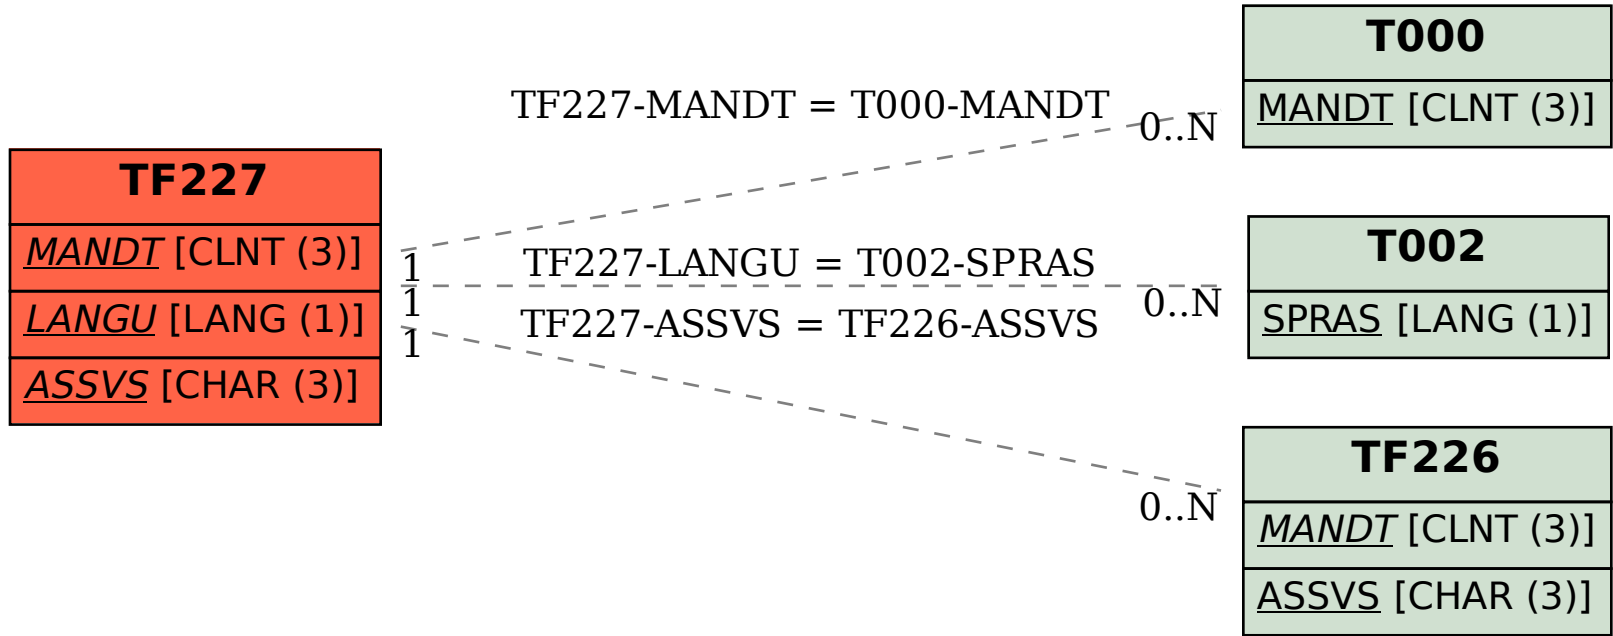 TF227
MANDT [CLNT (3)]
LANGU [LANG (1)]
ASSVS [CHAR (3)]
TF227-MANDT = T000-MANDT
0..N
1
TF227-LANGU = T002-SPRAS
0..N
1
TF227-ASSVS = TF226-ASSVS
0..N
1
T000
MANDT [CLNT (3)]
T002
SPRAS [LANG (1)]
TF226
MANDT [CLNT (3)]
ASSVS [CHAR (3)]